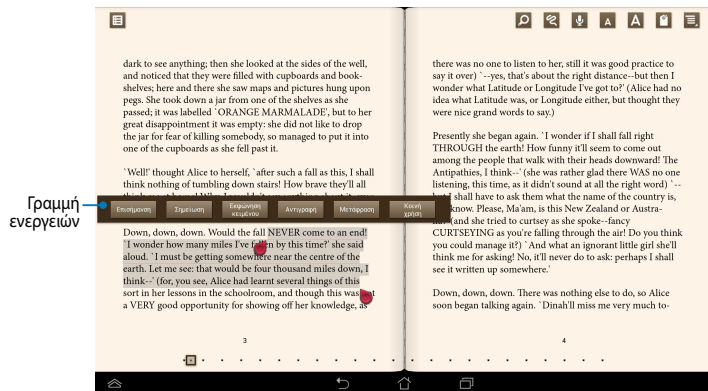 A
A
dark to see anything; then she looked at the sides of the well,
and noticed that they were filled with cupboards and book-
shelves; here and there she saw maps and pictures hung upon
pegs. She took down a jar from one of the shelves as she
passed; it was labelled `ORANGE MARMALADE', but to her
great disappointment it was empty: she did not like to drop
the jar for fear of killing somebody, so managed to put it into
one of the cupboards as she fell past it.
`Well!' thought Alice to herself, `after such a fall as this, I shall
think nothing of tumbling down stairs! How brave they'll all
Γραμμή
ενεργειών
Επισήμανση
Σημείωση
Εκφώνηση
κειμένου
Αντιγραφή
Μετάφραση
Κοινή
χρήση
Down, down, down. Would the fall NEVER come to an end!
`I wonder how many miles I've fallen by this time?' she said
aloud. `I must be getting somewhere near the centre of the
earth. Let me see: that would be four thousand miles down, I
think--' (for, you see, Alice had learnt several things of this
sort in her lessons in the schoolroom, and though this was not
a VERY good opportunity for showing off her knowledge, as
3
there was no one to listen to her, still it was good practice to
say it over) `--yes, that's about the right distance--but then I
wonder what Latitude or Longitude I've got to?' (Alice had no
idea what Latitude was, or Longitude either, but thought they
were nice grand words to say.)
Presently she began again. `I wonder if I shall fall right
THROUGH the earth! How funny it'll seem to come out
among the people that walk with their heads downward! The
Antipathies, I think--' (she was rather glad there WAS no one
listening, this time, as it didn't sound at all the right word) `--
but I shall have to ask them what the name of the country is,
know. Please, Ma'am, is this New Zealand or Austra-
(and she tried to curtsey as she spoke--fancy
CURTSEYING as you're falling through the air! Do you think
you could manage it?) `And what an ignorant little girl she'll
think me for asking! No, it'll never do to ask: perhaps I shall
see it written up somewhere.'
Down, down, down. There was nothing else to do, so Alice
soon began talking again. `Dinah'll miss me very much to-
4